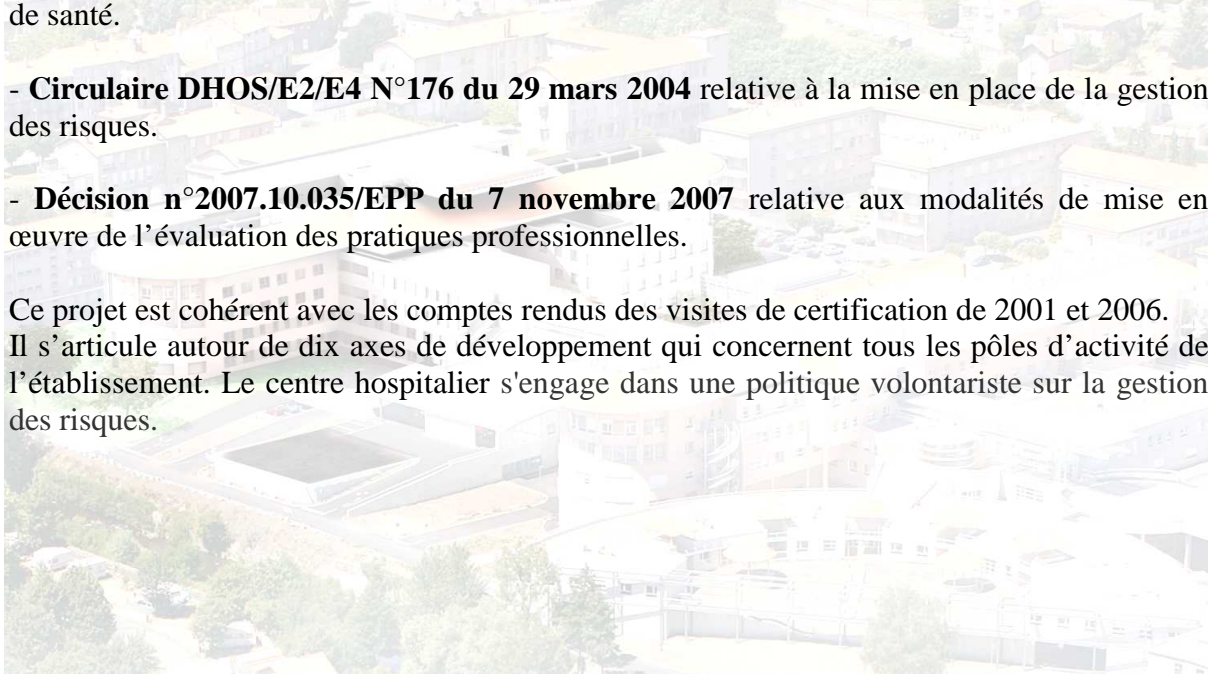 de santé.
- Circulaire DHOS/E2/E4 N°176 du 29 mars 2004 relative à la mise en place de la gestion
des risques.
- Décision n°2007.10.035/EPP du 7 novembre 2007 relative aux modalités de mise en
œuvre de l’évaluation des pratiques professionnelles.
Ce projet est cohérent avec les comptes rendus des visites de certification de 2001 et 2006.
Il s’articule autour de dix axes de développement qui concernent tous les pôles d’activité de
l’établissement. Le centre hospitalier s'engage dans une politique volontariste sur la gestion
des risques.